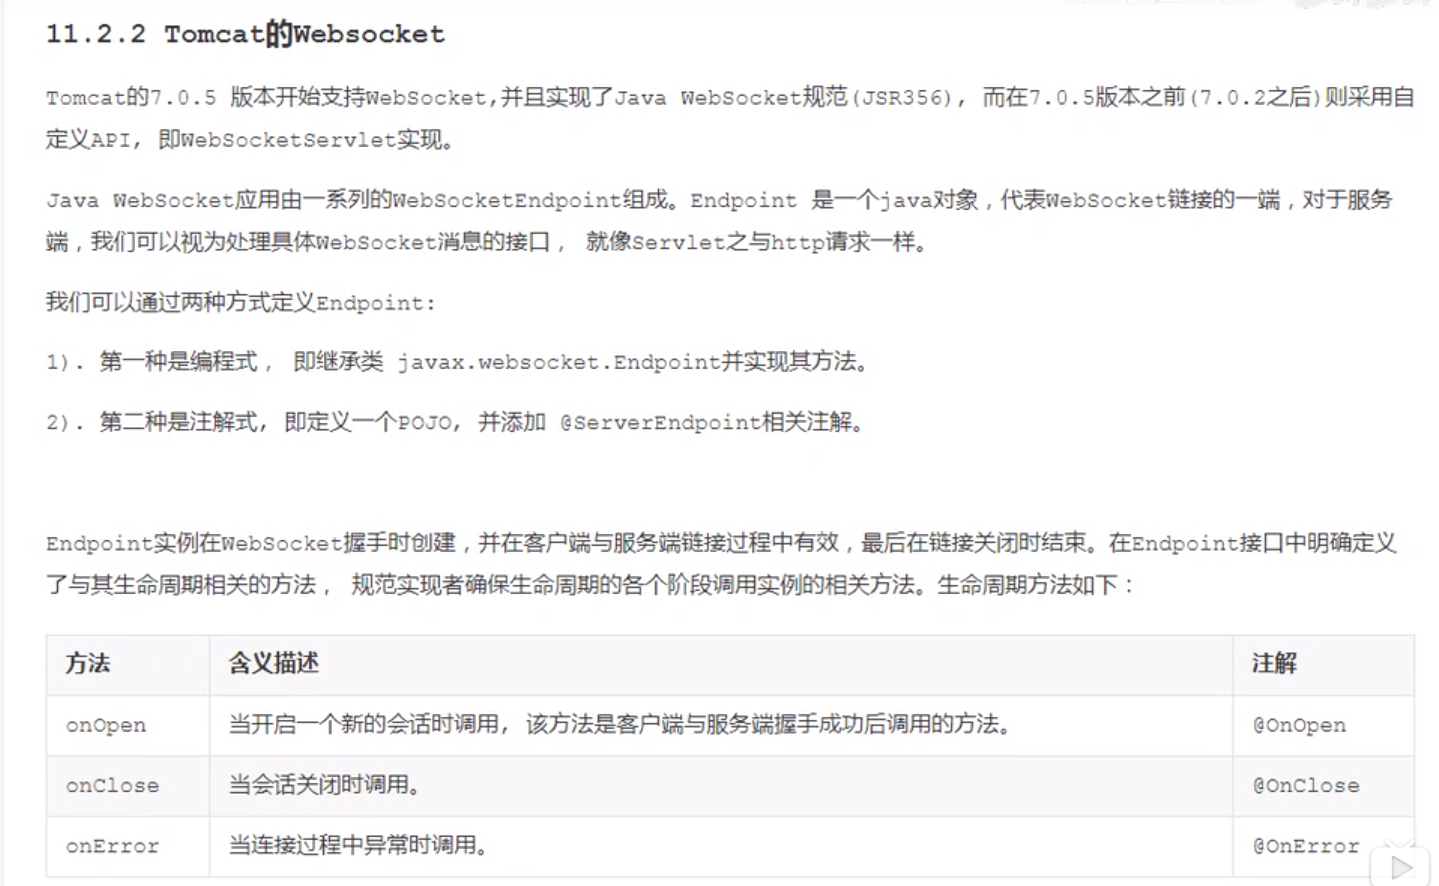 11.2.2 Tomcat的Websocket
Tomcat的7.0.5 版本开始支持WebSocket,并且实现了Java WebSocket规范(JSR356), 而在7.0.5版本之前(7.0.2之后)则采用自
定义API, 即WebSocketServlet实现。
Java WebSocket应用由一系列的WebSocketEndpoint组成。Endpoint 是一个java对象，代表WebSocket链接的一端，对于服务
端，我们可以视为处理具体WebSocket消息的接口， 就像Servlet之与http请求一样。
我们可以通过两种方式定义Endpoint:
1). 第一种是编程式， 即继承类 javax.websocket.Endpoint并实现其方法。
2). 第二种是注解式, 即定义一个POJO, 并添加 @ServerEndpoint相关注解。
Endpoint实例在WebSocket握手时创建，并在客户端与服务端链接过程中有效，最后在链接关闭时结束。在Endpoint接口中明确定义
了与其生命周期相关的方法， 规范实现者确保生命周期的各个阶段调用实例的相关方法。生命周期方法如下：
方法 含义描述 注解
onOpen 当开启一个新的会话时调用, 该方法是客户端与服务端握手成功后调用的方法。 @OnOpen
onClose 当会话关闭时调用。 @OnClose
onError 当连接过程中异常时调用。 @OnError